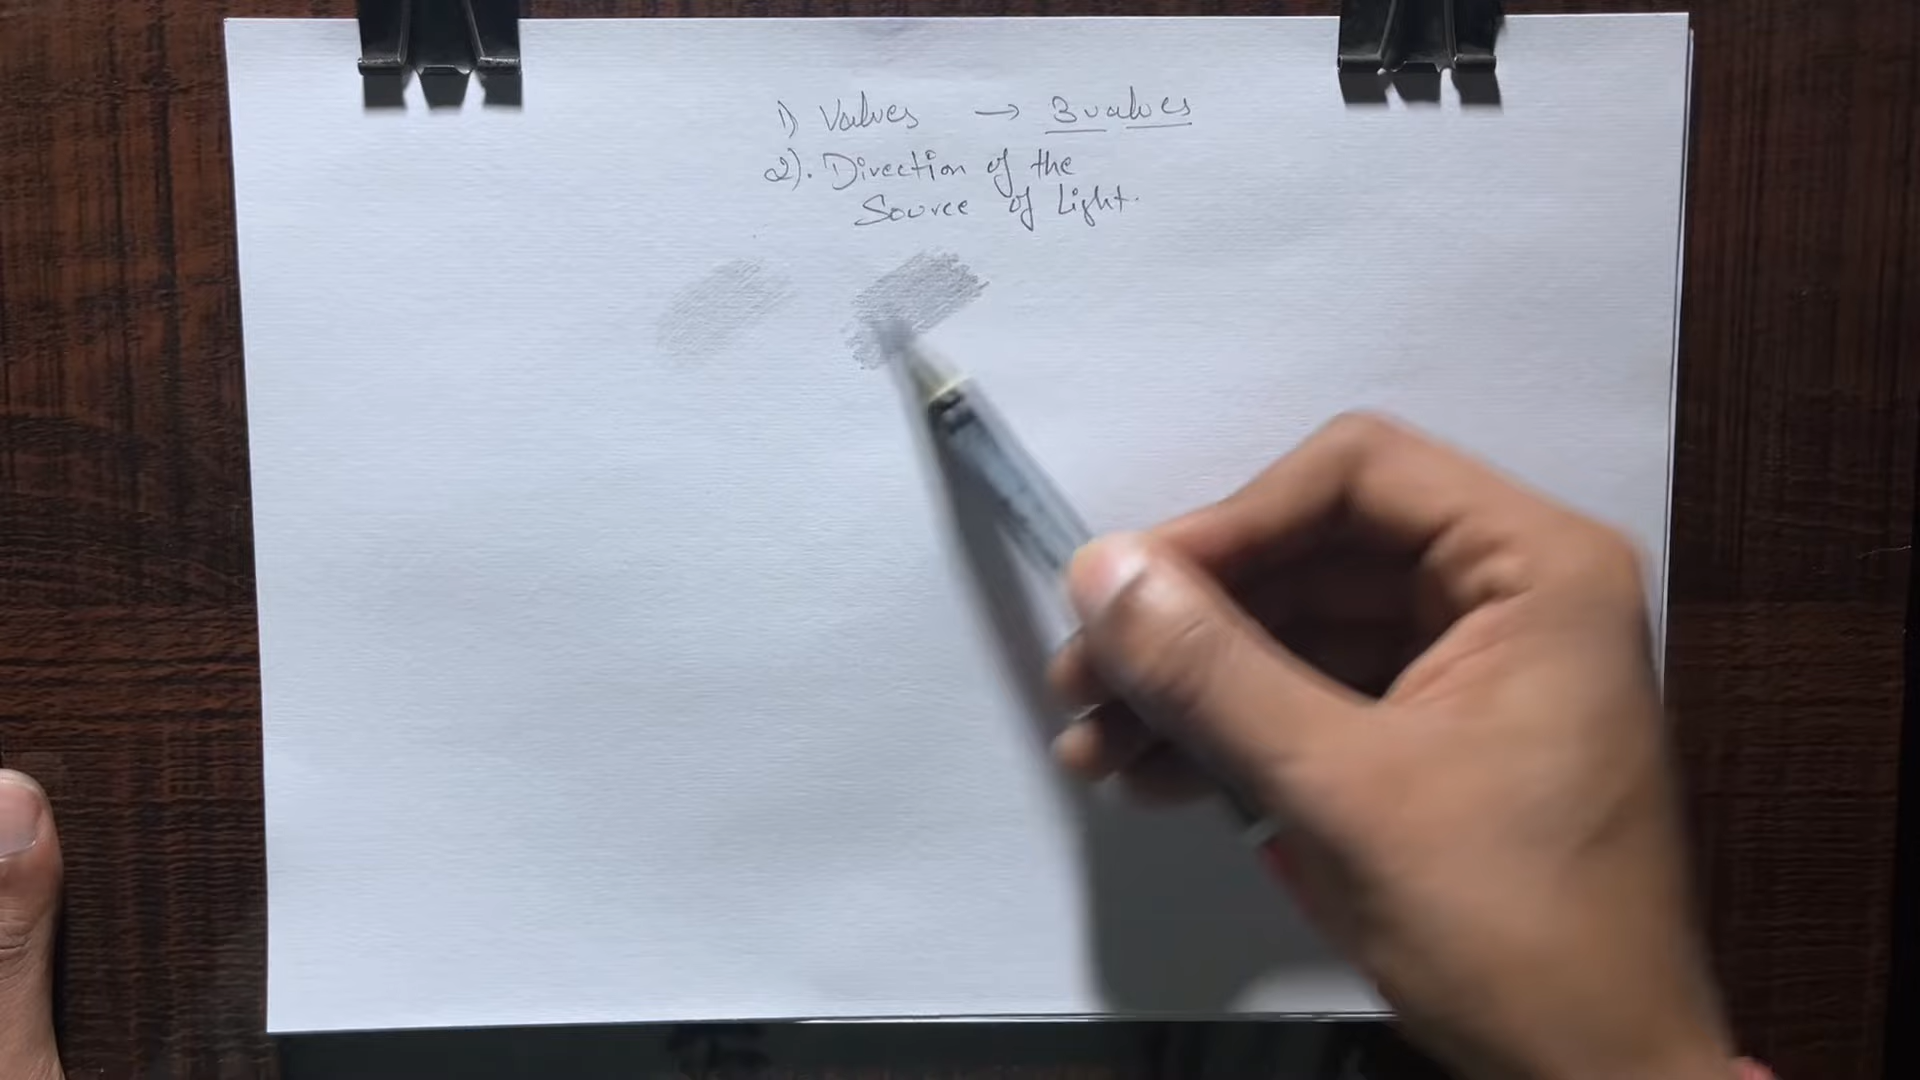 1) Values → 3 values
2). Direction of the
Source of Light.